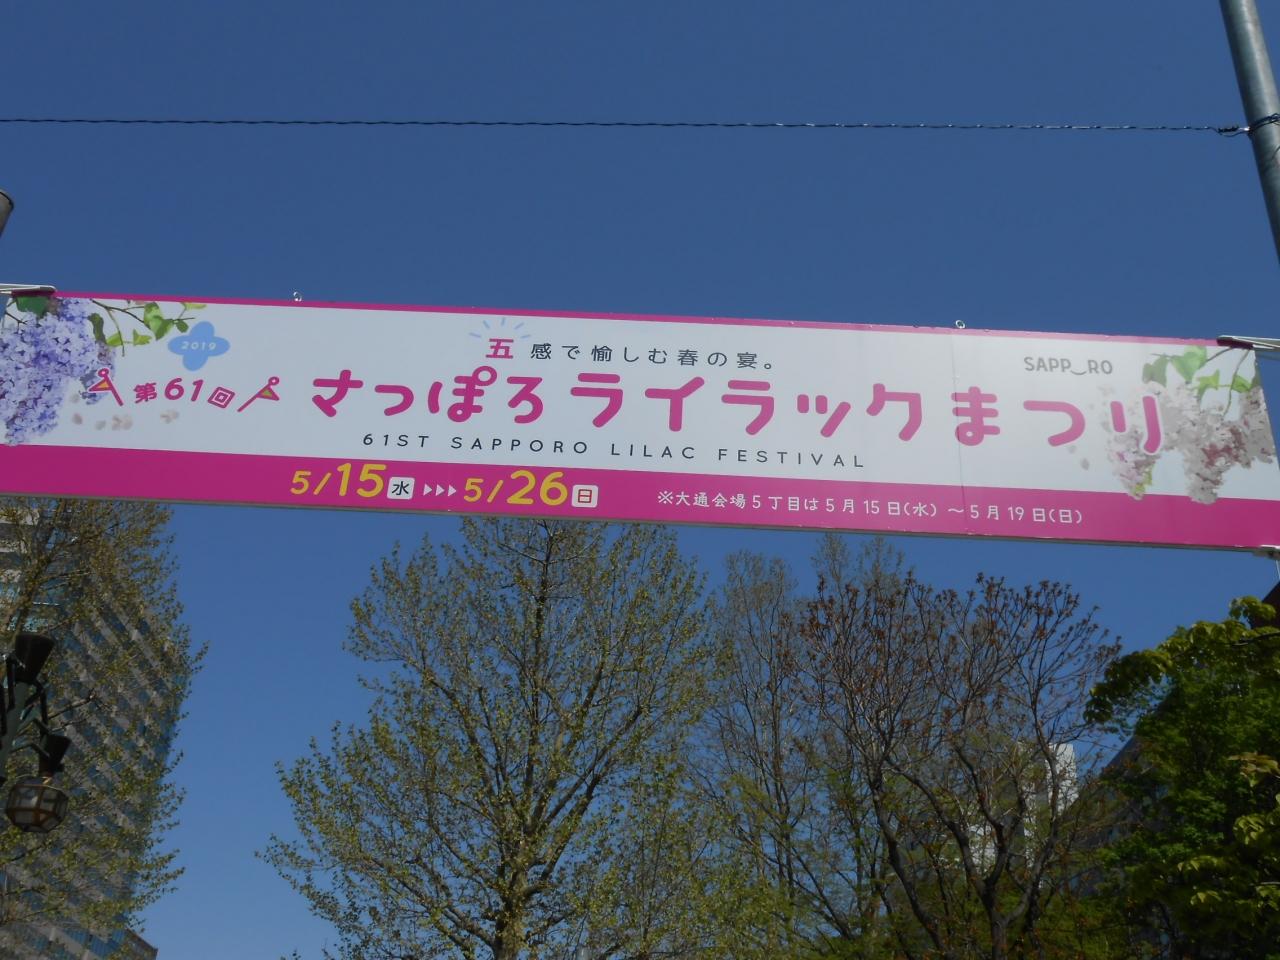 2019
五感で愉しむ春の宴。
SAPP_RO
第61回 さっぽろライラックまつり
61ST SAPPORO LILAC FESTIVAL
5/15水 ▸▸▸▸ 5/26日
※大通会場5丁目は5月15日(水)～5月19日(日)